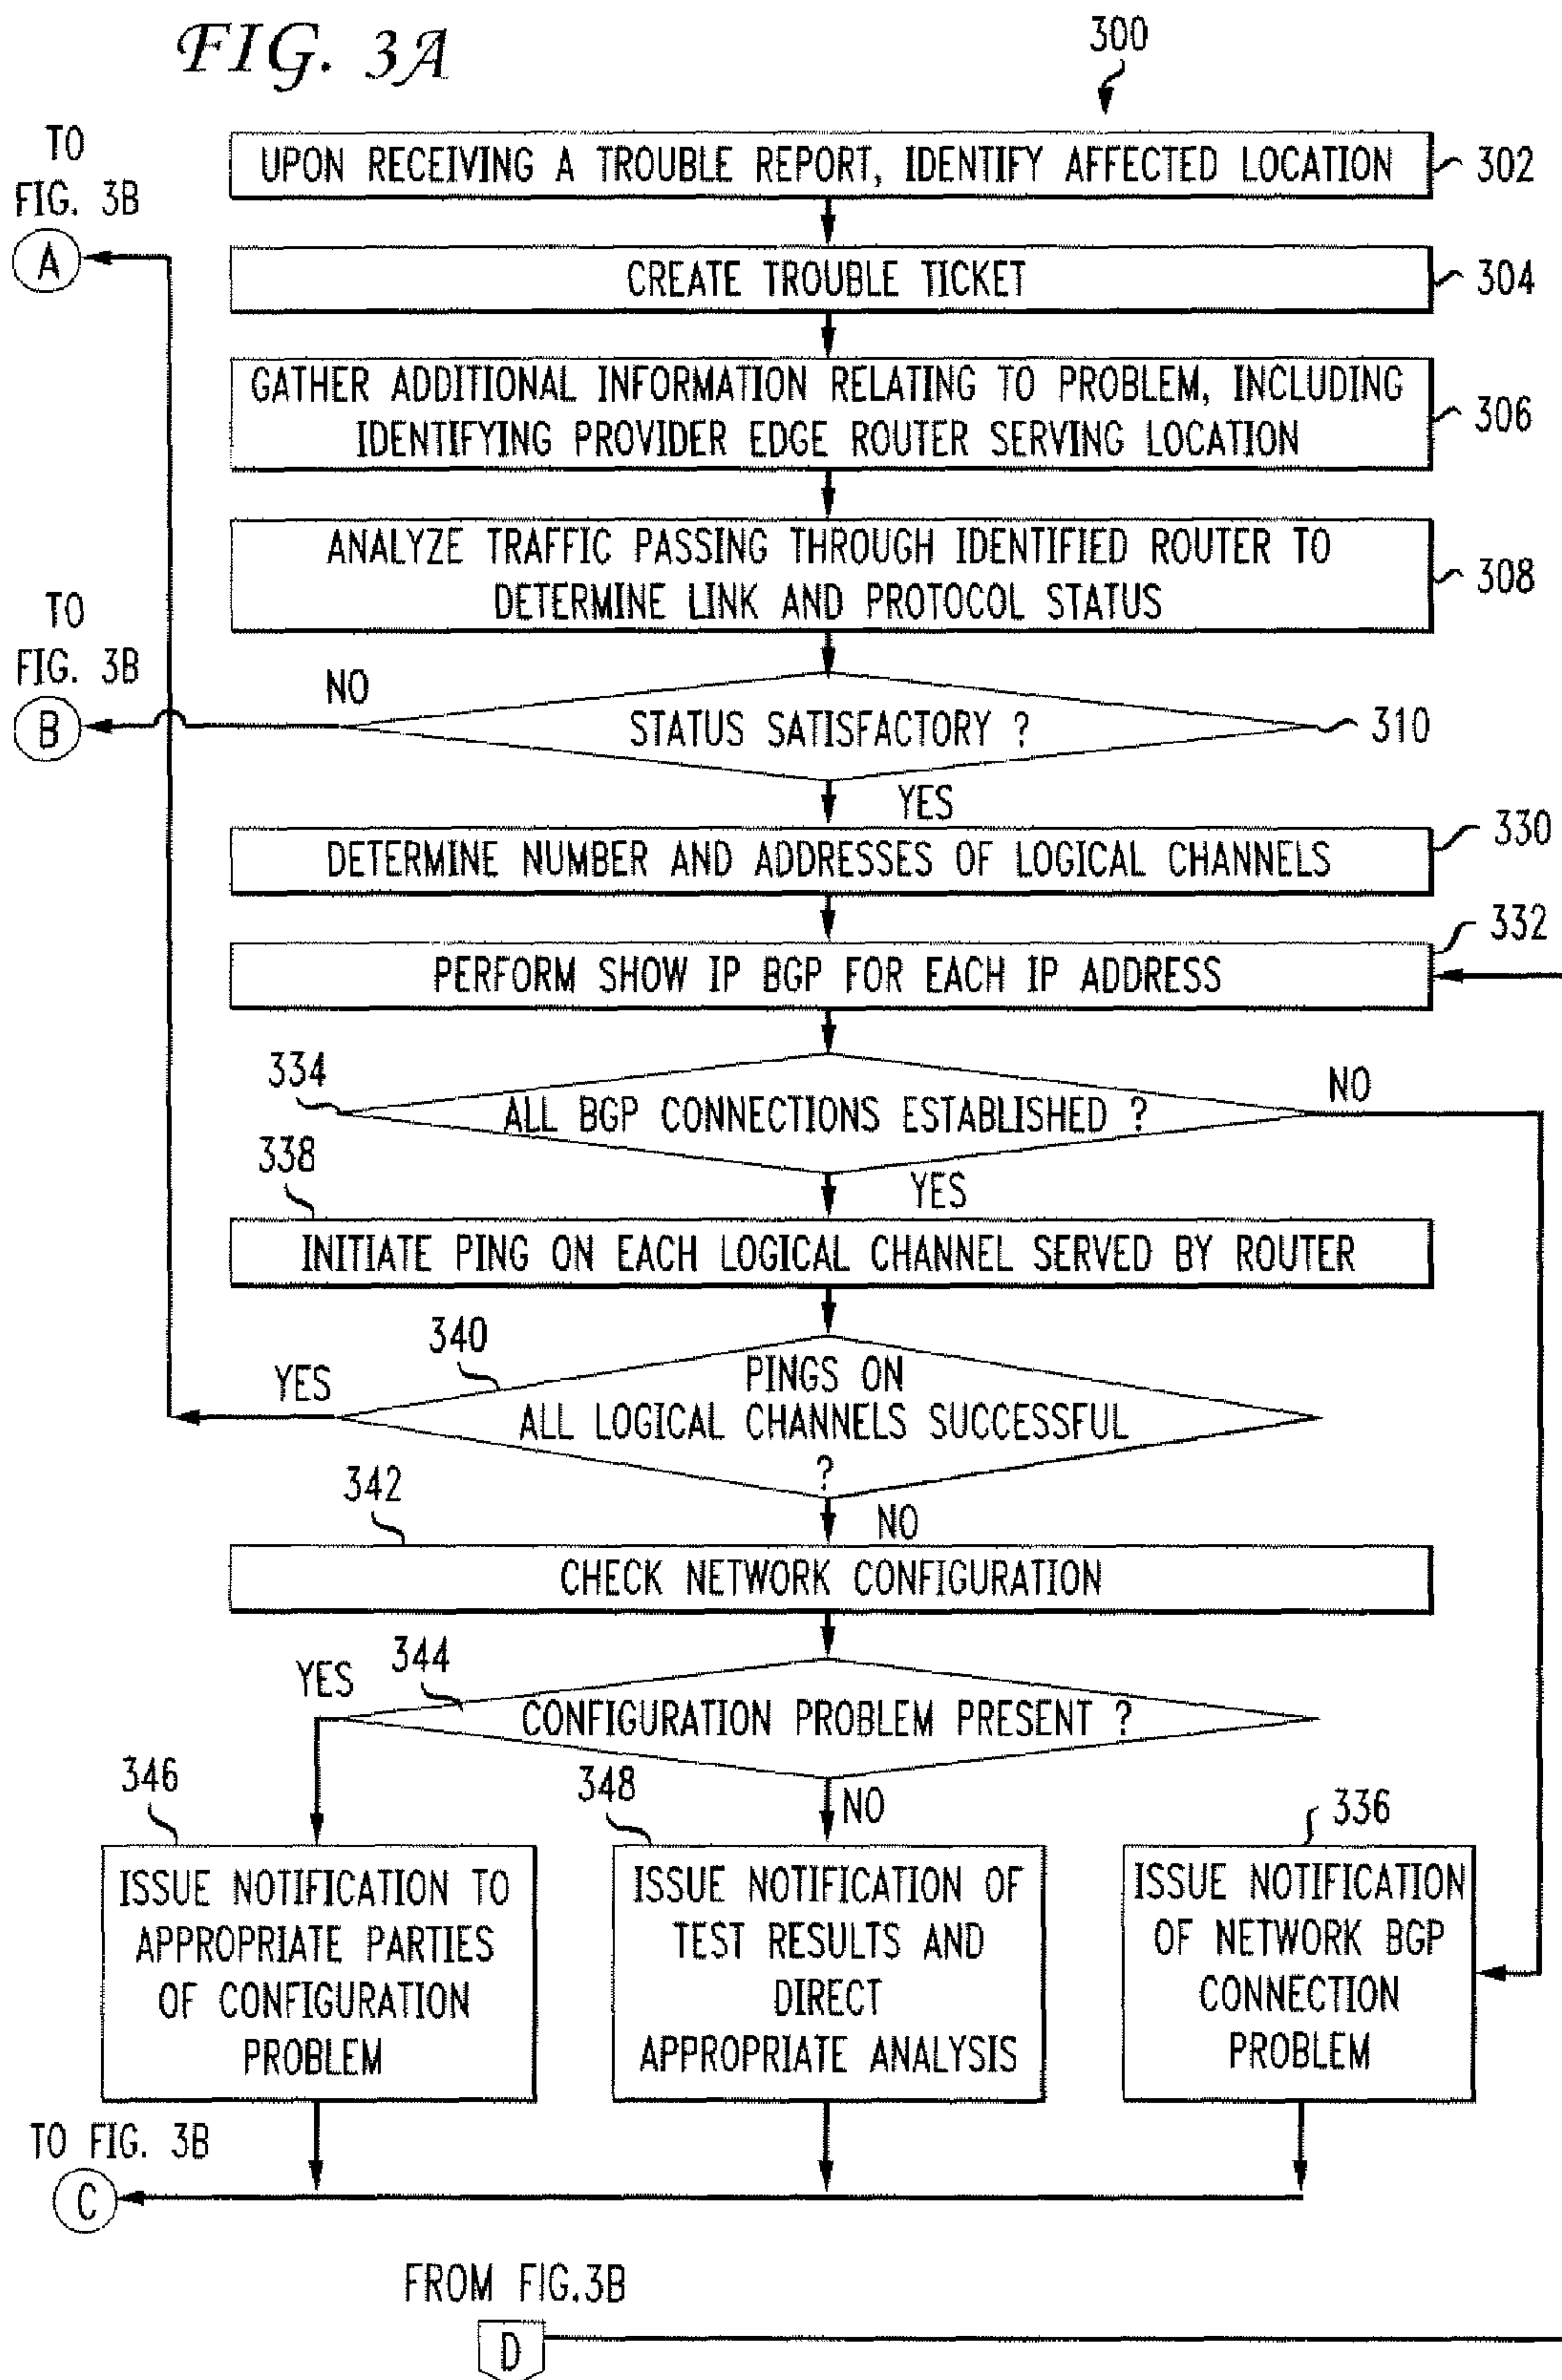 FIG. 3A
300
TO
FIG. 3B
A
UPON RECEIVING A TROUBLE REPORT, IDENTIFY AFFECTED LOCATION
302
CREATE TROUBLE TICKET
304
GATHER ADDITIONAL INFORMATION RELATING TO PROBLEM, INCLUDING
IDENTIFYING PROVIDER EDGE ROUTER SERVING LOCATION
306
ANALYZE TRAFFIC PASSING THROUGH IDENTIFIED ROUTER TO
DETERMINE LINK AND PROTOCOL STATUS
308
TO
FIG. 3B
B
NO
STATUS SATISFACTORY ?
310
YES
DETERMINE NUMBER AND ADDRESSES OF LOGICAL CHANNELS
330
PERFORM SHOW IP BGP FOR EACH IP ADDRESS
332
334
ALL BGP CONNECTIONS ESTABLISHED ?
NO
YES
338
INITIATE PING ON EACH LOGICAL CHANNEL SERVED BY ROUTER
340
YES
PINGS ON
ALL LOGICAL CHANNELS SUCCESSFUL
?
NO
342
CHECK NETWORK CONFIGURATION
344
YES
CONFIGURATION PROBLEM PRESENT ?
NO
346
ISSUE NOTIFICATION TO
APPROPRIATE PARTIES
OF CONFIGURATION
PROBLEM
348
ISSUE NOTIFICATION OF
TEST RESULTS AND
DIRECT
APPROPRIATE ANALYSIS
336
ISSUE NOTIFICATION
OF NETWORK BGP
CONNECTION
PROBLEM
TO FIG. 3B
C
FROM FIG.3B
D